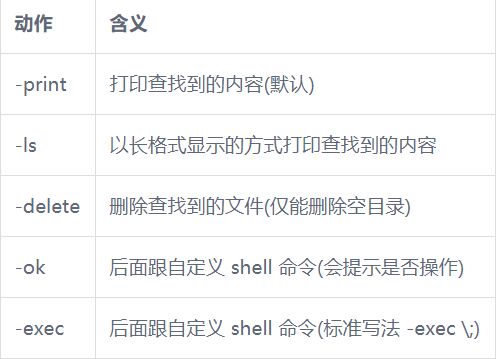 动作 含义
-print 打印查找到的内容(默认)
-ls 以长格式显示的方式打印查找到的内容
-delete 删除查找到的文件(仅能删除空目录)
-ok 后面跟自定义 shell 命令(会提示是否操作)
-exec 后面跟自定义 shell 命令(标准写法 -exec \;)